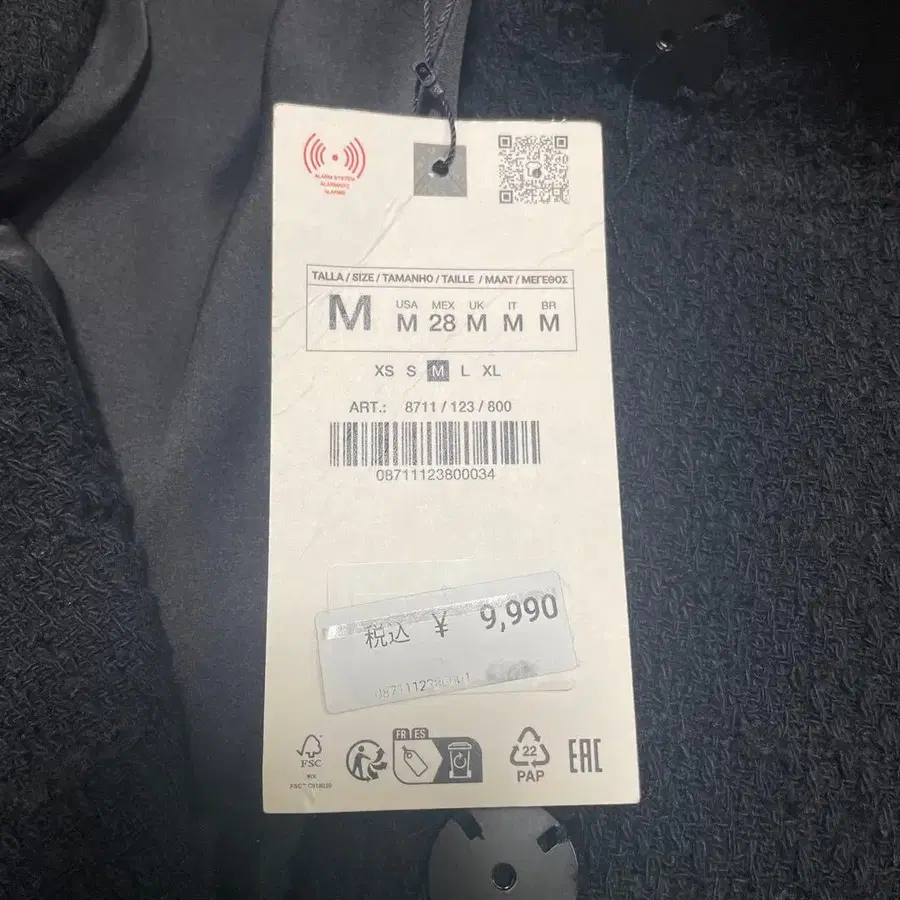 ALARM SYSTEM
TALLA / SIZE / TAMANHO / TAILLE / MAAT / ΜΕΓΕΘΟΣ
M
USA MEX UK IT BR
M 28 M M M
XS S M L XL
ART.: 8711 / 123 / 800
08711123800034
税込 ¥ 9,990
FR ES
FSC
MIX
22
PAP
EAC